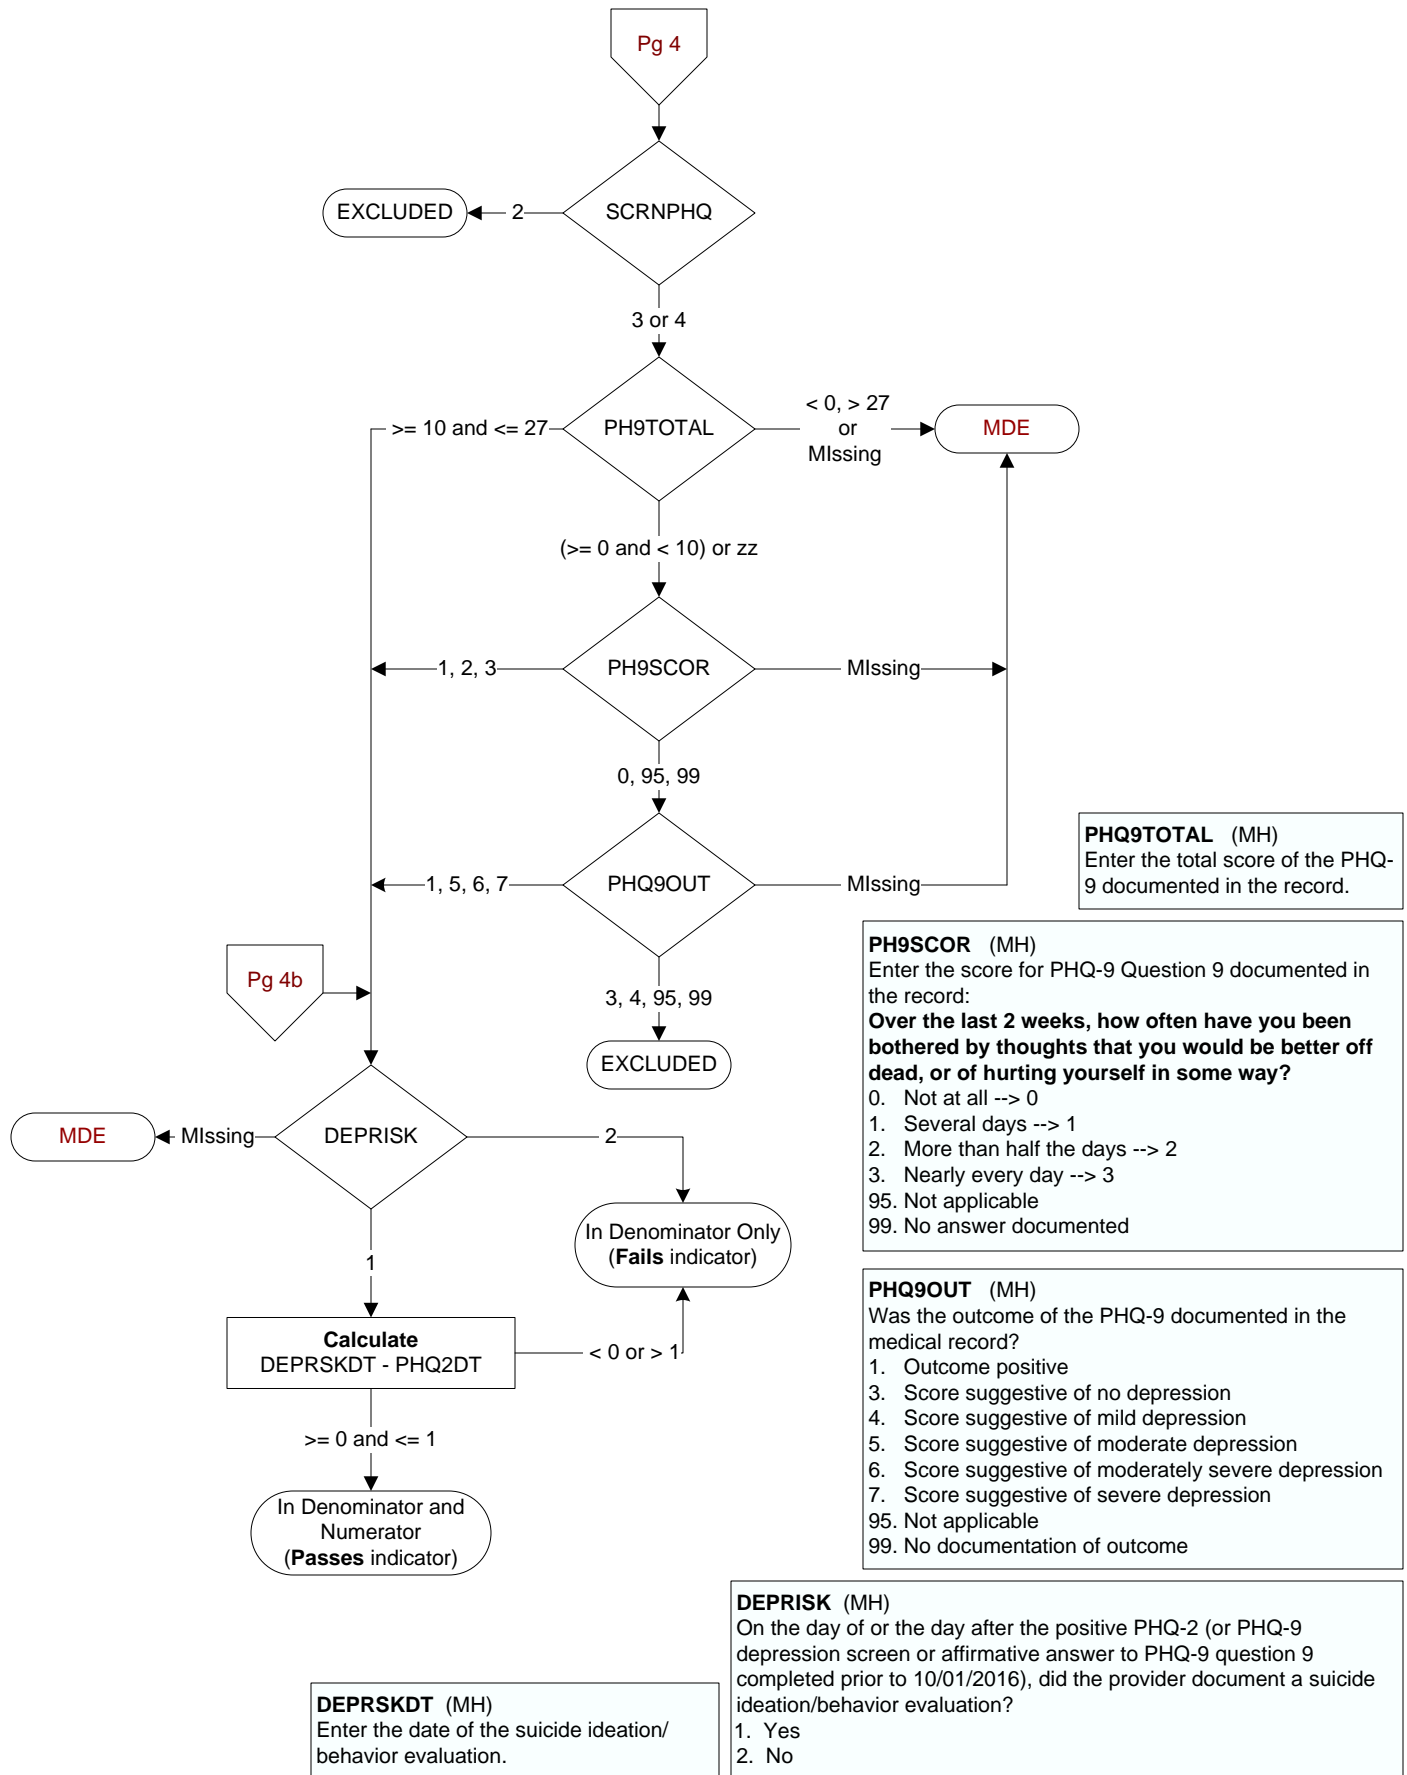 Pg 4
SCRNPHQ
EXCLUDED
2
3 or 4
PH9TOTAL
>= 10 and <= 27
< 0, > 27
or
MIssing
MDE
(>= 0 and < 10) or zz
PH9SCOR
1, 2, 3
MIssing
0, 95, 99
PHQ9OUT
1, 5, 6, 7
MIssing
Pg 4b
3, 4, 95, 99
EXCLUDED
DEPRISK
MIssing
MDE
2
In Denominator Only
(Fails indicator)
1
Calculate
DEPRSKDT - PHQ2DT
< 0 or > 1
>= 0 and <= 1
In Denominator and
Numerator
(Passes indicator)
PHQ9TOTAL (MH)
Enter the total score of the PHQ-
9 documented in the record.
PH9SCOR (MH)
Enter the score for PHQ-9 Question 9 documented in
the record:
Over the last 2 weeks, how often have you been
bothered by thoughts that you would be better off
dead, or of hurting yourself in some way?
0. Not at all --> 0
1. Several days --> 1
2. More than half the days --> 2
3. Nearly every day --> 3
95. Not applicable
99. No answer documented
PHQ9OUT (MH)
Was the outcome of the PHQ-9 documented in the
medical record?
1. Outcome positive
3. Score suggestive of no depression
4. Score suggestive of mild depression
5. Score suggestive of moderate depression
6. Score suggestive of moderately severe depression
7. Score suggestive of severe depression
95. Not applicable
99. No documentation of outcome
DEPRISK (MH)
On the day of or the day after the positive PHQ-2 (or PHQ-9
depression screen or affirmative answer to PHQ-9 question 9
completed prior to 10/01/2016), did the provider document a suicide
ideation/behavior evaluation?
1. Yes
2. No
DEPRSKDT (MH)
Enter the date of the suicide ideation/
behavior evaluation.